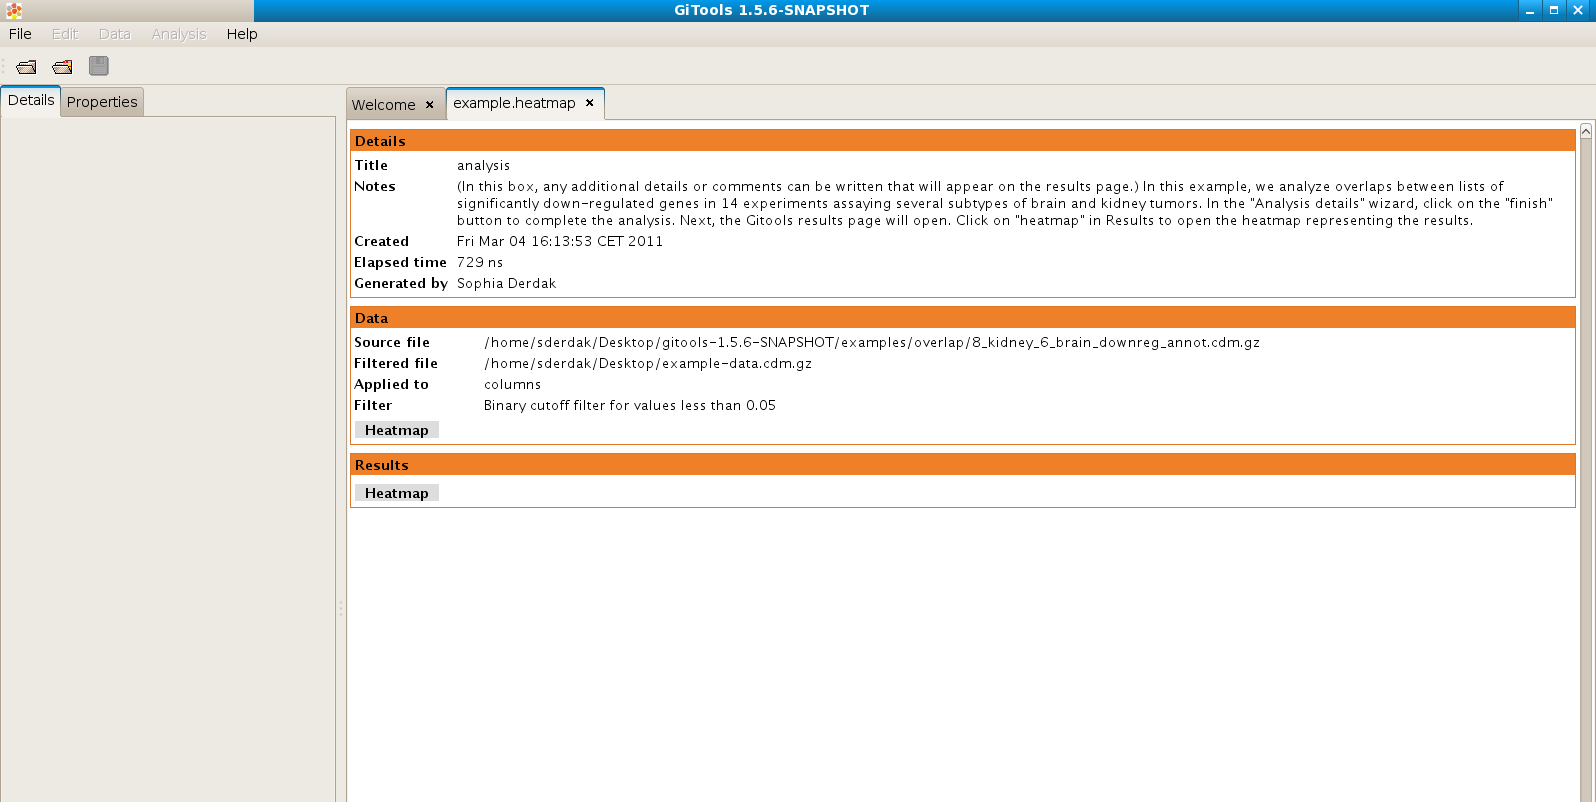 GiTools 1.5.6-SNAPSHOT
File Edit Data Analysis Help
Details Properties
Welcome × example.heatmap ×
Details
Title analysis
Notes (In this box, any additional details or comments can be written that will appear on the results page.) In this example, we analyze overlaps between lists of
significantly down-regulated genes in 14 experiments assaying several subtypes of brain and kidney tumors. In the "Analysis details" wizard, click on the "finish"
button to complete the analysis. Next, the Gitools results page will open. Click on "heatmap" in Results to open the heatmap representing the results.
Created Fri Mar 04 16:13:53 CET 2011
Elapsed time 729 ns
Generated by Sophia Derdak
Data
Source file /home/sderdak/Desktop/gitools-1.5.6-SNAPSHOT/examples/overlap/8_kidney_6_brain_downreg_annot.cdm.gz
Filtered file /home/sderdak/Desktop/example-data.cdm.gz
Applied to columns
Filter Binary cutoff filter for values less than 0.05
Heatmap
Results
Heatmap